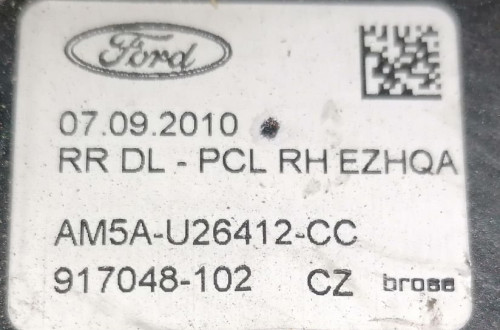 Ford
07.09.2010
RR DL - PCL RH EZHQA
AM5A-U26412-CC
917048-102 CZ brose